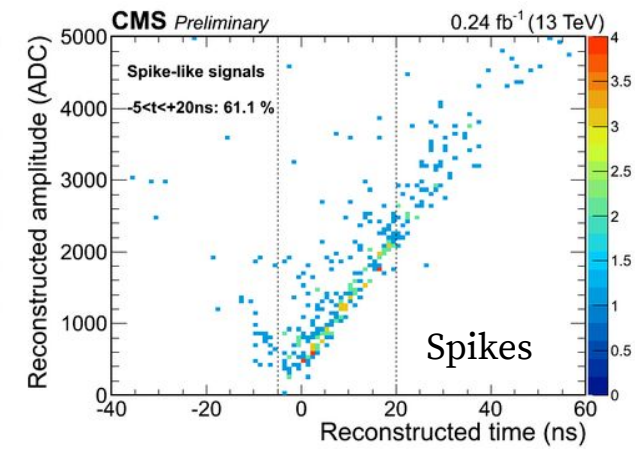 CMS Preliminary 0.24 fb⁻¹ (13 TeV)
Reconstructed amplitude (ADC)
5000
4000
3000
2000
1000
0
Spike-like signals
-5<t<+20ns: 61.1 %
Spikes
4
3.5
3
2.5
2
1.5
1
0.5
0
-40 -20 0 20 40 60
Reconstructed time (ns)